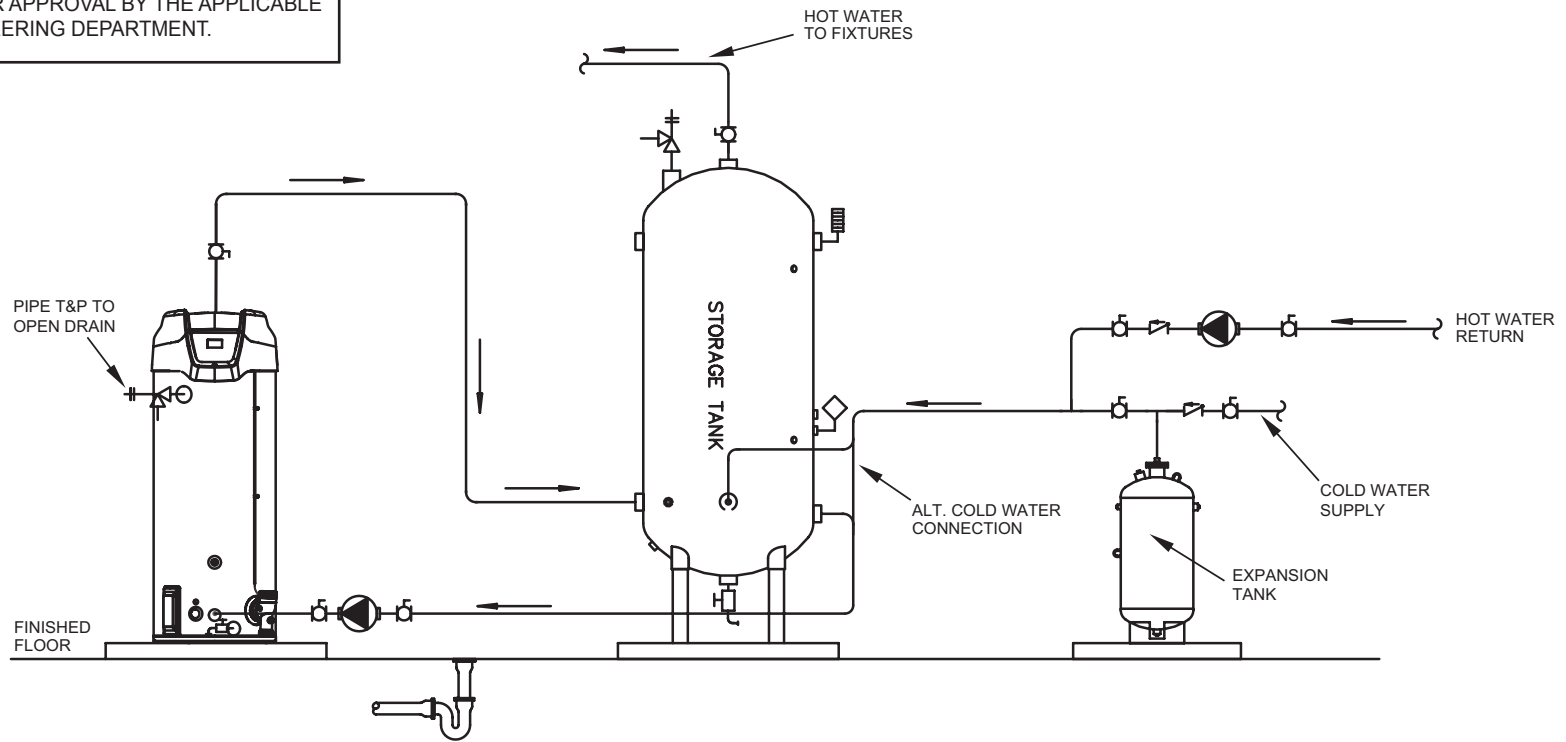 APPROVAL BY THE APPLICABLE
DEPARTMENT.
HOT WATER
TO FIXTURES
PIPE T&P TO
OPEN DRAIN
STORAGE TANK
HOT WATER
RETURN
ALT. COLD WATER
CONNECTION
COLD WATER
SUPPLY
EXPANSION
TANK
FINISHED
FLOOR